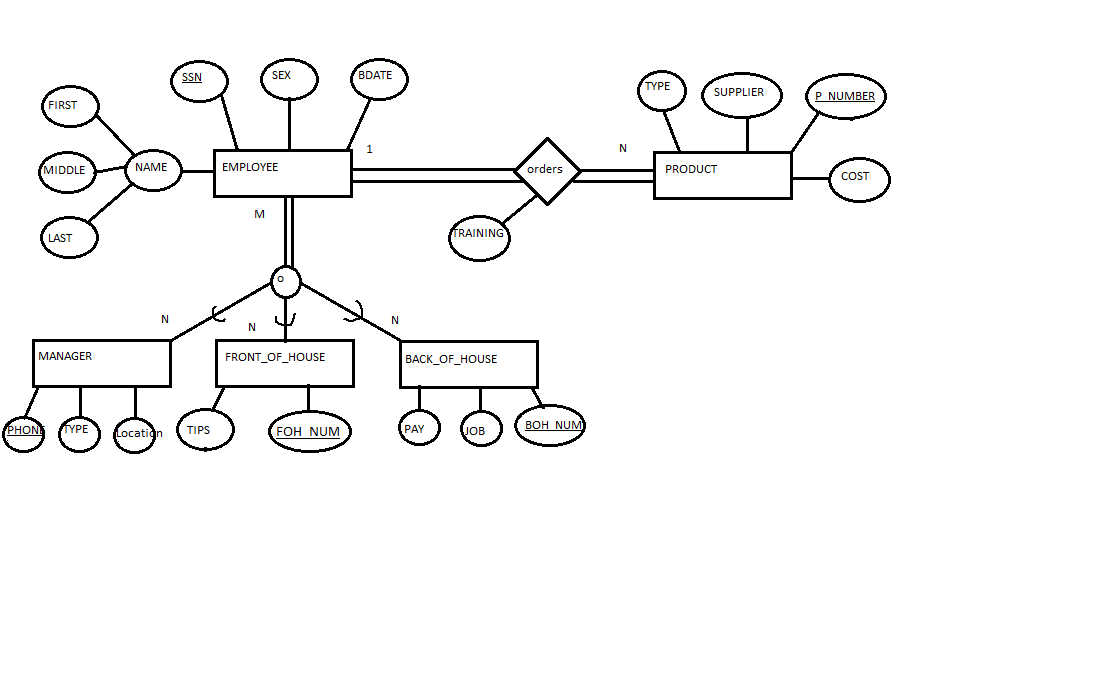 SSN
SEX
BDATE
TYPE
SUPPLIER
P_NUMBER
FIRST
MIDDLE
NAME
LAST
EMPLOYEE
1
orders
N
PRODUCT
COST
TRAINING
M
o
N
N
N
MANAGER
FRONT_OF_HOUSE
BACK_OF_HOUSE
PHONE
TYPE
Location
TIPS
FOH_NUM
PAY
JOB
BOH_NUM